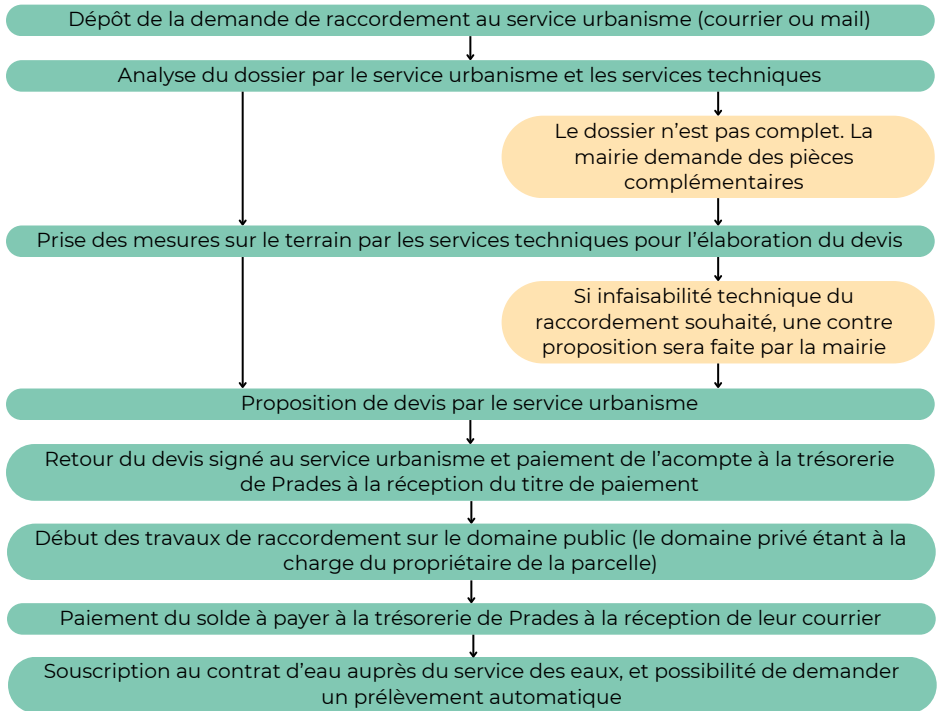 Dépôt de la demande de raccordement au service urbanisme (courrier ou mail)
Analyse du dossier par le service urbanisme et les services techniques
Le dossier n'est pas complet. La
mairie demande des pièces
complémentaires
Prise des mesures sur le terrain par les services techniques pour l'élaboration du devis
Si infaisabilité technique du
raccordement souhaité, une contre
proposition sera faite par la mairie
Proposition de devis par le service urbanisme
Retour du devis signé au service urbanisme et paiement de l'acompte à la trésorerie
de Prades à la réception du titre de paiement
Début des travaux de raccordement sur le domaine public (le domaine privé étant à la
charge du propriétaire de la parcelle)
Paiement du solde à payer à la trésorerie de Prades à la réception de leur courrier
Souscription au contrat d'eau auprès du service des eaux, et possibilité de demander
un prélèvement automatique